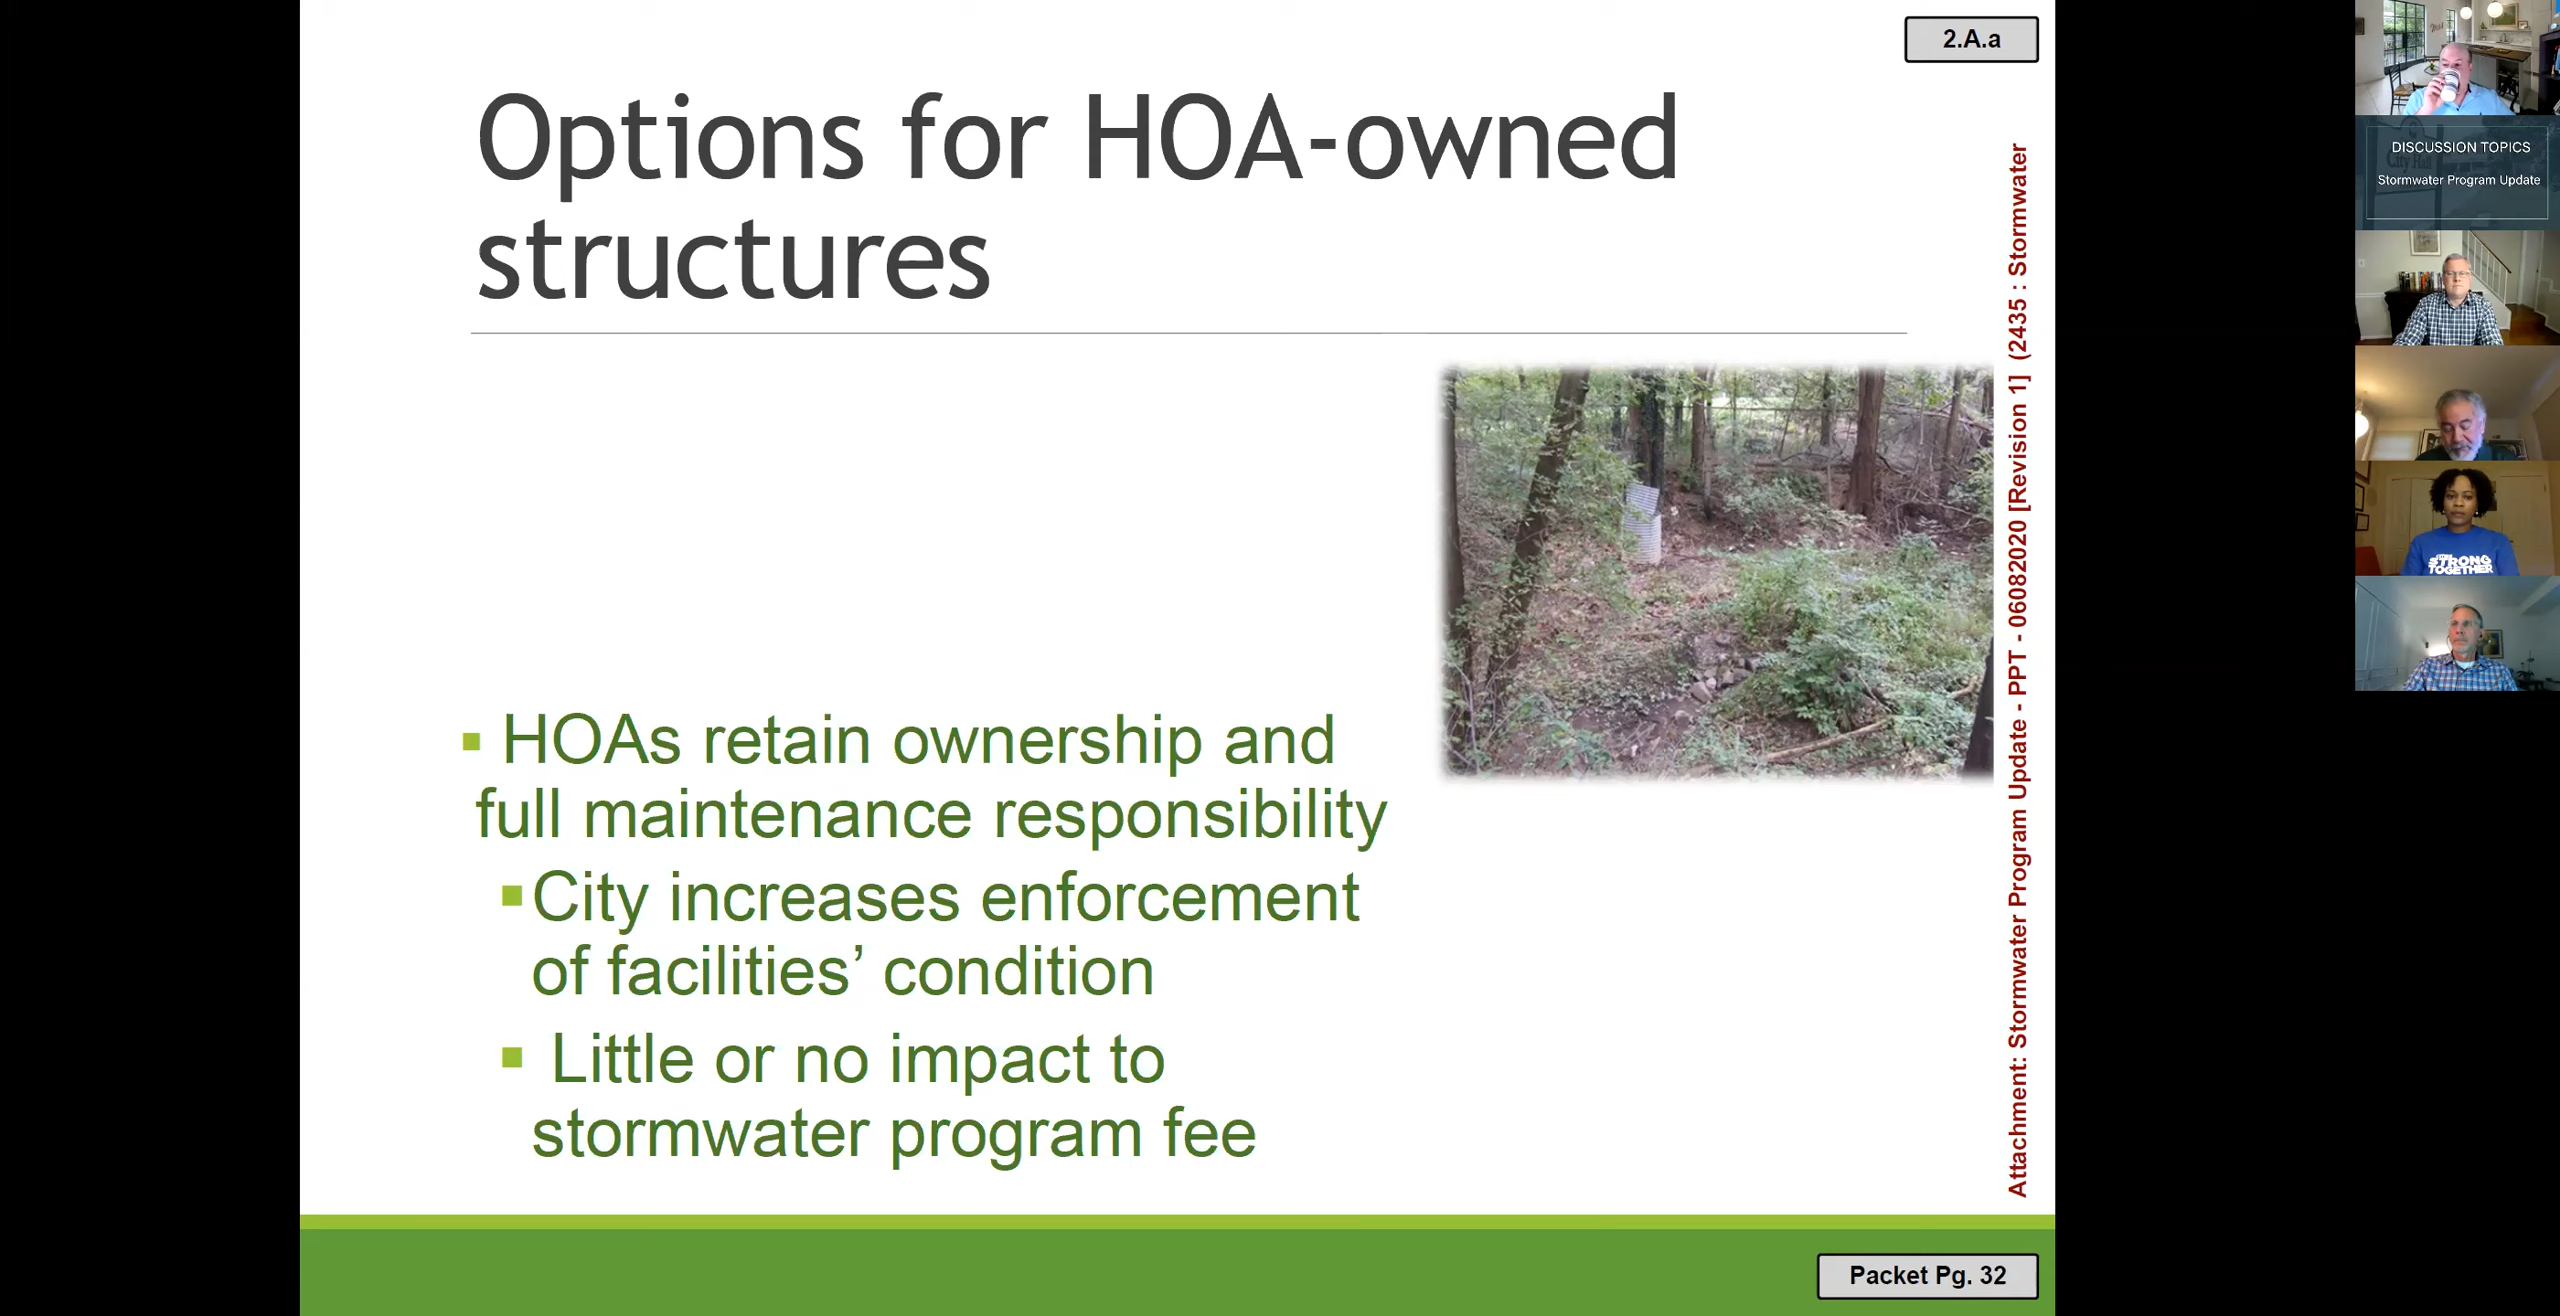 2.A.a
Options for HOA-owned
structures
▪ HOAs retain ownership and
full maintenance responsibility
▪City increases enforcement
of facilities’ condition
▪ Little or no impact to
stormwater program fee
Attachment: Stormwater Program Update - PPT - 06082020 [Revision 1]  (2435 : Stormwater
Packet Pg. 32
DISCUSSION TOPICS
City Hall
Stormwater Program Update
STRONG
TOGETHER